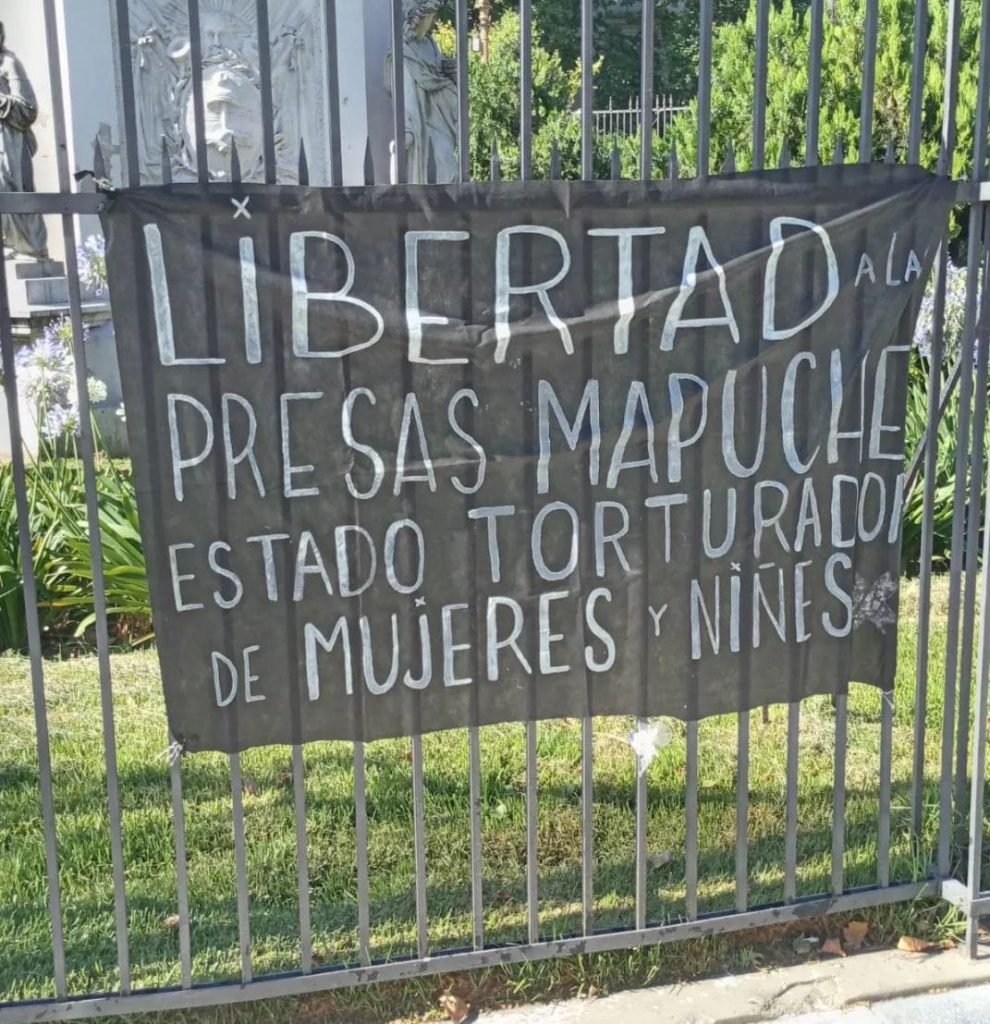 LiBERTAD A LA
PRESAS MAPUCHE
ESTADO TORTURADOR
DE MUjERES Y NiÑES